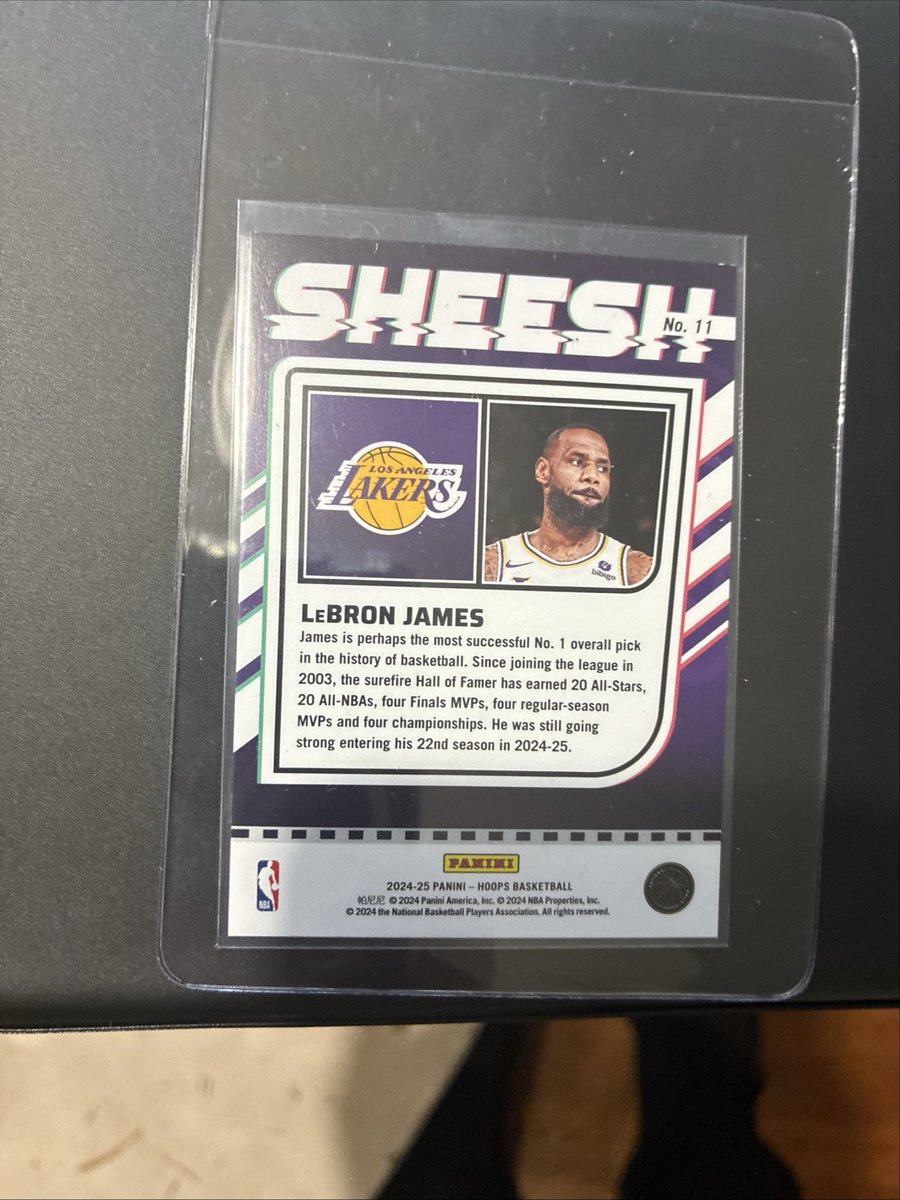 SHEESH
No. 11
LOS ANGELES
LAKERS
bibigo
LeBRON JAMES
James is perhaps the most successful No. 1 overall pick
in the history of basketball. Since joining the league in
2003, the surefire Hall of Famer has earned 20 All-Stars,
20 All-NBAs, four Finals MVPs, four regular-season
MVPs and four championships. He was still going
strong entering his 22nd season in 2024-25.
PANINI
NBA
2024-25 PANINI – HOOPS BASKETBALL
帕尼尼 © 2024 Panini America, Inc. © 2024 NBA Properties, Inc.
© 2024 the National Basketball Players Association. All rights reserved.